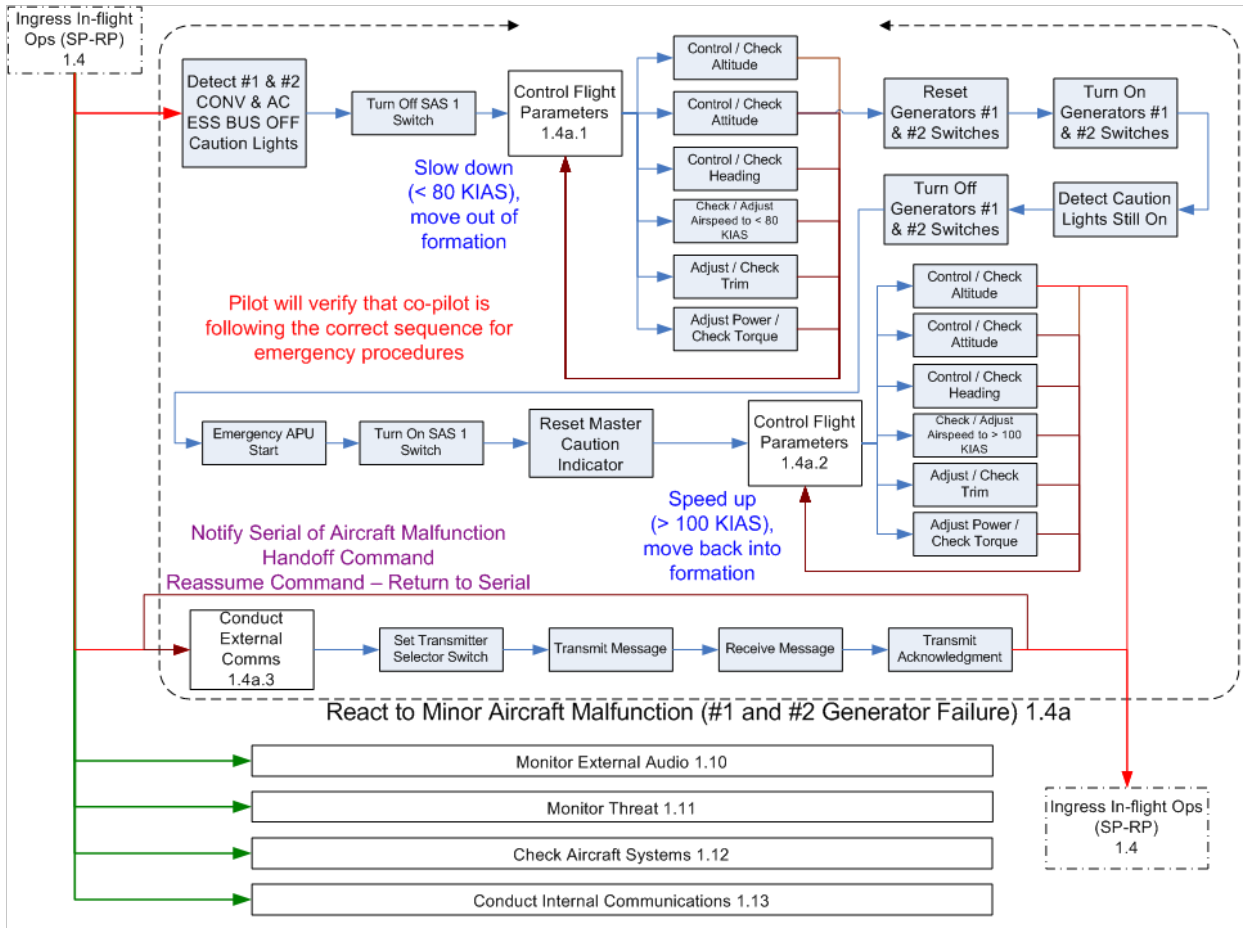 Ingress In-flight
Ops (SP-RP)
1.4
Detect #1 & #2
CONV & AC
ESS BUS OFF
Caution Lights
Turn Off SAS 1
Switch
Control Flight
Parameters
1.4a.1
Slow down
(< 80 KIAS),
move out of
formation
Control / Check
Altitude
Control / Check
Attitude
Control / Check
Heading
Check / Adjust
Airspeed to < 80
KIAS
Adjust / Check
Trim
Adjust Power /
Check Torque
Reset
Generators #1
& #2 Switches
Turn On
Generators #1
& #2 Switches
Detect Caution
Lights Still On
Turn Off
Generators #1
& #2 Switches
Pilot will verify that co-pilot is
following the correct sequence for
emergency procedures
Emergency APU
Start
Turn On SAS 1
Switch
Reset Master
Caution
Indicator
Control Flight
Parameters
1.4a.2
Speed up
(> 100 KIAS),
move back into
formation
Control / Check
Altitude
Control / Check
Attitude
Control / Check
Heading
Check / Adjust
Airspeed to > 100
KIAS
Adjust / Check
Trim
Adjust Power /
Check Torque
Notify Serial of Aircraft Malfunction
Handoff Command
Reassume Command – Return to Serial
Conduct
External
Comms
1.4a.3
Set Transmitter
Selector Switch
Transmit Message
Receive Message
Transmit
Acknowledgment
React to Minor Aircraft Malfunction (#1 and #2 Generator Failure) 1.4a
Monitor External Audio 1.10
Monitor Threat 1.11
Check Aircraft Systems 1.12
Conduct Internal Communications 1.13
Ingress In-flight Ops
(SP-RP)
1.4